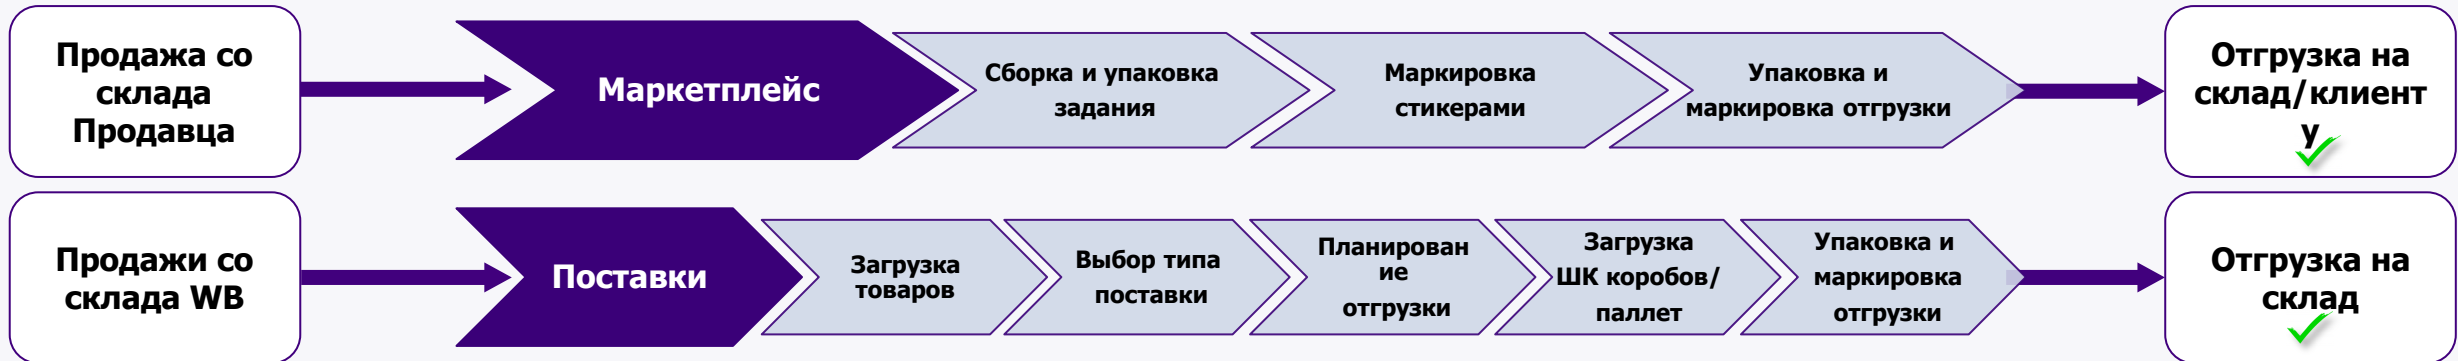 Продажа со
склада
Продавца
Маркетплейс
Сборка и упаковка
задания
Маркировка
стикерами
Упаковка и
маркировка отгрузки
Отгрузка на
склад/клиент
у
Продажи со
склада WB
Поставки
Загрузка
товаров
Выбор типа
поставки
Планирован
ие
отгрузки
Загрузка
ШК коробов/
паллет
Упаковка и
маркировка
отгрузки
Отгрузка на
склад